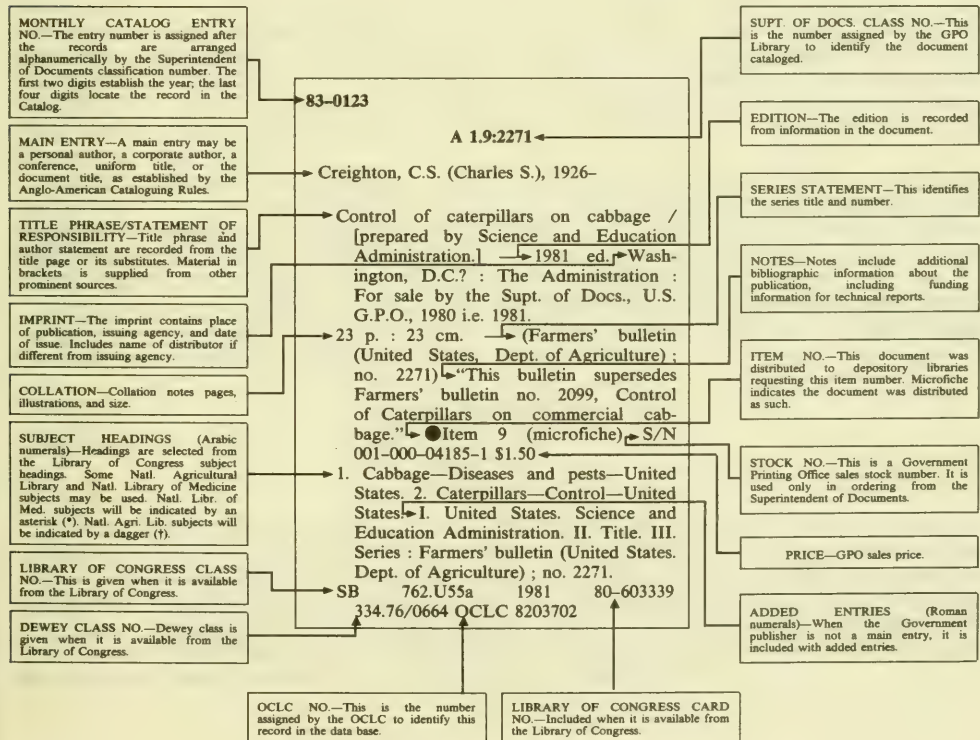 MONTHLY CATALOG ENTRY
NO.—The entry number is assigned after
the records are arranged
alphanumerically by the Superintendent
of Documents classification number. The
first two digits establish the year; the last
four digits locate the record in the
Catalog.
MAIN ENTRY—A main entry may be
a personal author, a corporate author, a
conference, uniform title, or the
document title, as established by the
Anglo-American Cataloguing Rules.
TITLE PHRASE/STATEMENT OF
RESPONSIBILITY—Title phrase and
author statement are recorded from the
title page or its substitutes. Material in
brackets is supplied from other
prominent sources.
IMPRINT—The imprint contains place
of publication, issuing agency, and date
of issue. Includes name of distributor if
different from issuing agency.
COLLATION—Collation notes pages,
illustrations, and size.
SUBJECT HEADINGS (Arabic
numerals)—Headings are selected from
the Library of Congress subject
headings. Some Natl. Agricultural
Library and Natl. Library of Medicine
subjects may be used. Natl. Libr. of
Med. subjects will be indicated by an
asterisk (*). Natl. Agri. Lib. subjects will
be indicated by a dagger (†).
LIBRARY OF CONGRESS CLASS
NO.—This is given when it is available
from the Library of Congress.
DEWEY CLASS NO.—Dewey class is
given when it is available from the
Library of Congress.
83–0123
A 1.9:2271
Creighton, C.S. (Charles S.), 1926–
Control of caterpillars on cabbage /
[prepared by Science and Education
Administration.] 1981 ed. Wash-
ington, D.C.? : The Administration :
For sale by the Supt. of Docs., U.S.
G.P.O., 1980 i.e. 1981.
23 p. : 23 cm. (Farmers' bulletin
(United States, Dept. of Agriculture) ;
no. 2271) “This bulletin supersedes
Farmers' bulletin no. 2099, Control
of Caterpillars on commercial cab-
bage.” ●Item 9 (microfiche) S/N
001–000–04185–1 $1.50
1. Cabbage—Diseases and pests—United
States. 2. Caterpillars—Control—United
States. I. United States. Science and
Education Administration. II. Title. III.
Series : Farmers' bulletin (United States.
Dept. of Agriculture) ; no. 2271.
SB 762.U55a 1981 80–603339
334.76/0664 OCLC 8203702
SUPT. OF DOCS. CLASS NO.—This
is the number assigned by the GPO
Library to identify the document
cataloged.
EDITION—The edition is recorded
from information in the document.
SERIES STATEMENT—This identifies
the series title and number.
NOTES—Notes include additional
bibliographic information about the
publication, including funding
information for technical reports.
ITEM NO.—This document was
distributed to depository libraries
requesting this item number. Microfiche
indicates the document was distributed
as such.
STOCK NO.—This is a Government
Printing Office sales stock number. It is
used only in ordering from the
Superintendent of Documents.
PRICE—GPO sales price.
ADDED ENTRIES (Roman
numerals)—When the Government
publisher is not a main entry, it is
included with added entries.
OCLC NO.—This is the number
assigned by the OCLC to identify this
record in the data base.
LIBRARY OF CONGRESS CARD
NO.—Included when it is available from
the Library of Congress.